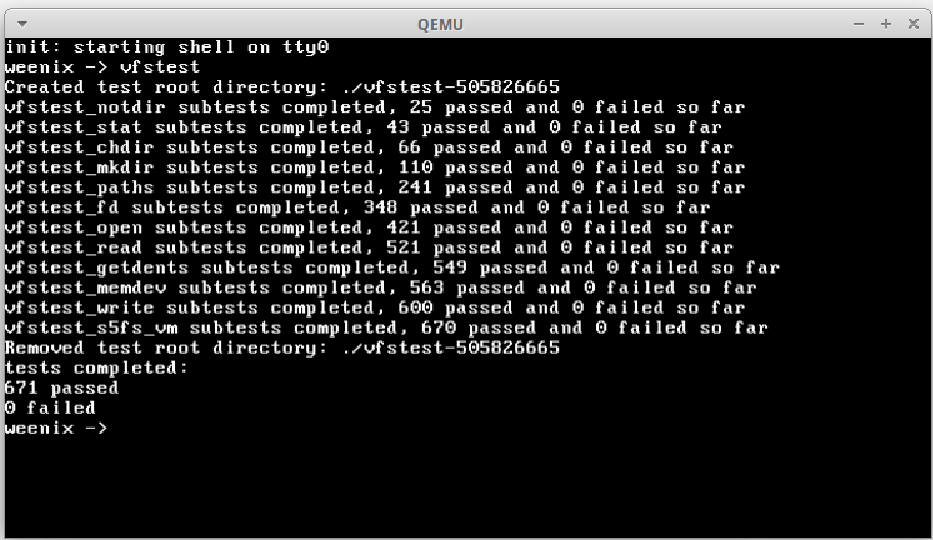 QEMU
init: starting shell on tty0
weenix -> vfstest
Created test root directory: ./vfstest-505826665
vfstest_notdir subtests completed, 25 passed and 0 failed so far
vfstest_stat subtests completed, 43 passed and 0 failed so far
vfstest_chdir subtests completed, 66 passed and 0 failed so far
vfstest_mkdir subtests completed, 110 passed and 0 failed so far
vfstest_paths subtests completed, 241 passed and 0 failed so far
vfstest_fd subtests completed, 348 passed and 0 failed so far
vfstest_open subtests completed, 421 passed and 0 failed so far
vfstest_read subtests completed, 521 passed and 0 failed so far
vfstest_getdents subtests completed, 549 passed and 0 failed so far
vfstest_memdev subtests completed, 563 passed and 0 failed so far
vfstest_write subtests completed, 600 passed and 0 failed so far
vfstest_s5fs_vm subtests completed, 670 passed and 0 failed so far
Removed test root directory: ./vfstest-505826665
tests completed:
671 passed
0 failed
weenix ->